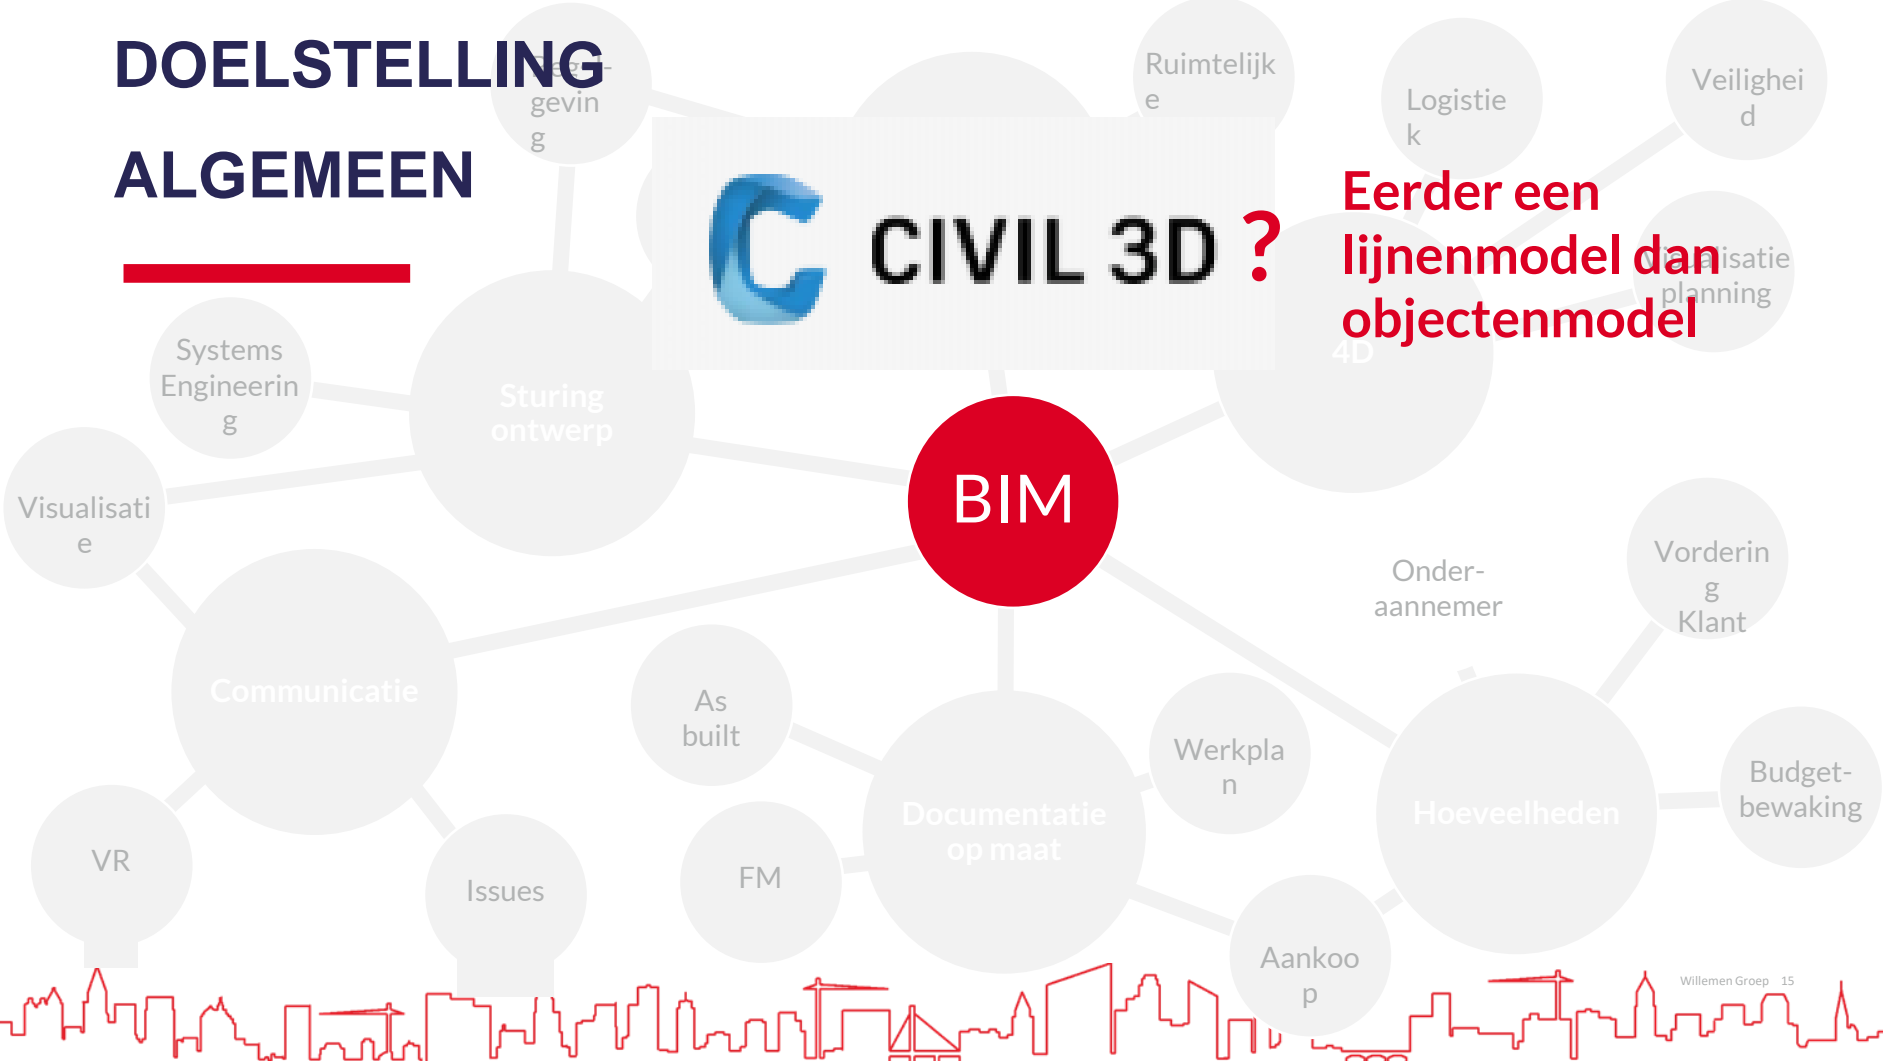 DOELSTELLING
ALGEMEEN
Regel-
gevin
g
Ruimtelijk
e
Logistie
k
Veilighei
d
CIVIL 3D ?
Eerder een
lijnenmodel dan
objectenmodel
Visualisatie
planning
4D
Systems
Engineerin
g
Sturing
ontwerp
BIM
Visualisati
e
Onder-
aannemer
Vorderin
g
Klant
Communicatie
As
built
Werkpla
n
Documentatie
op maat
Hoeveelheden
Budget-
bewaking
VR
Issues
FM
Aankoo
p
Willemen Groep 15